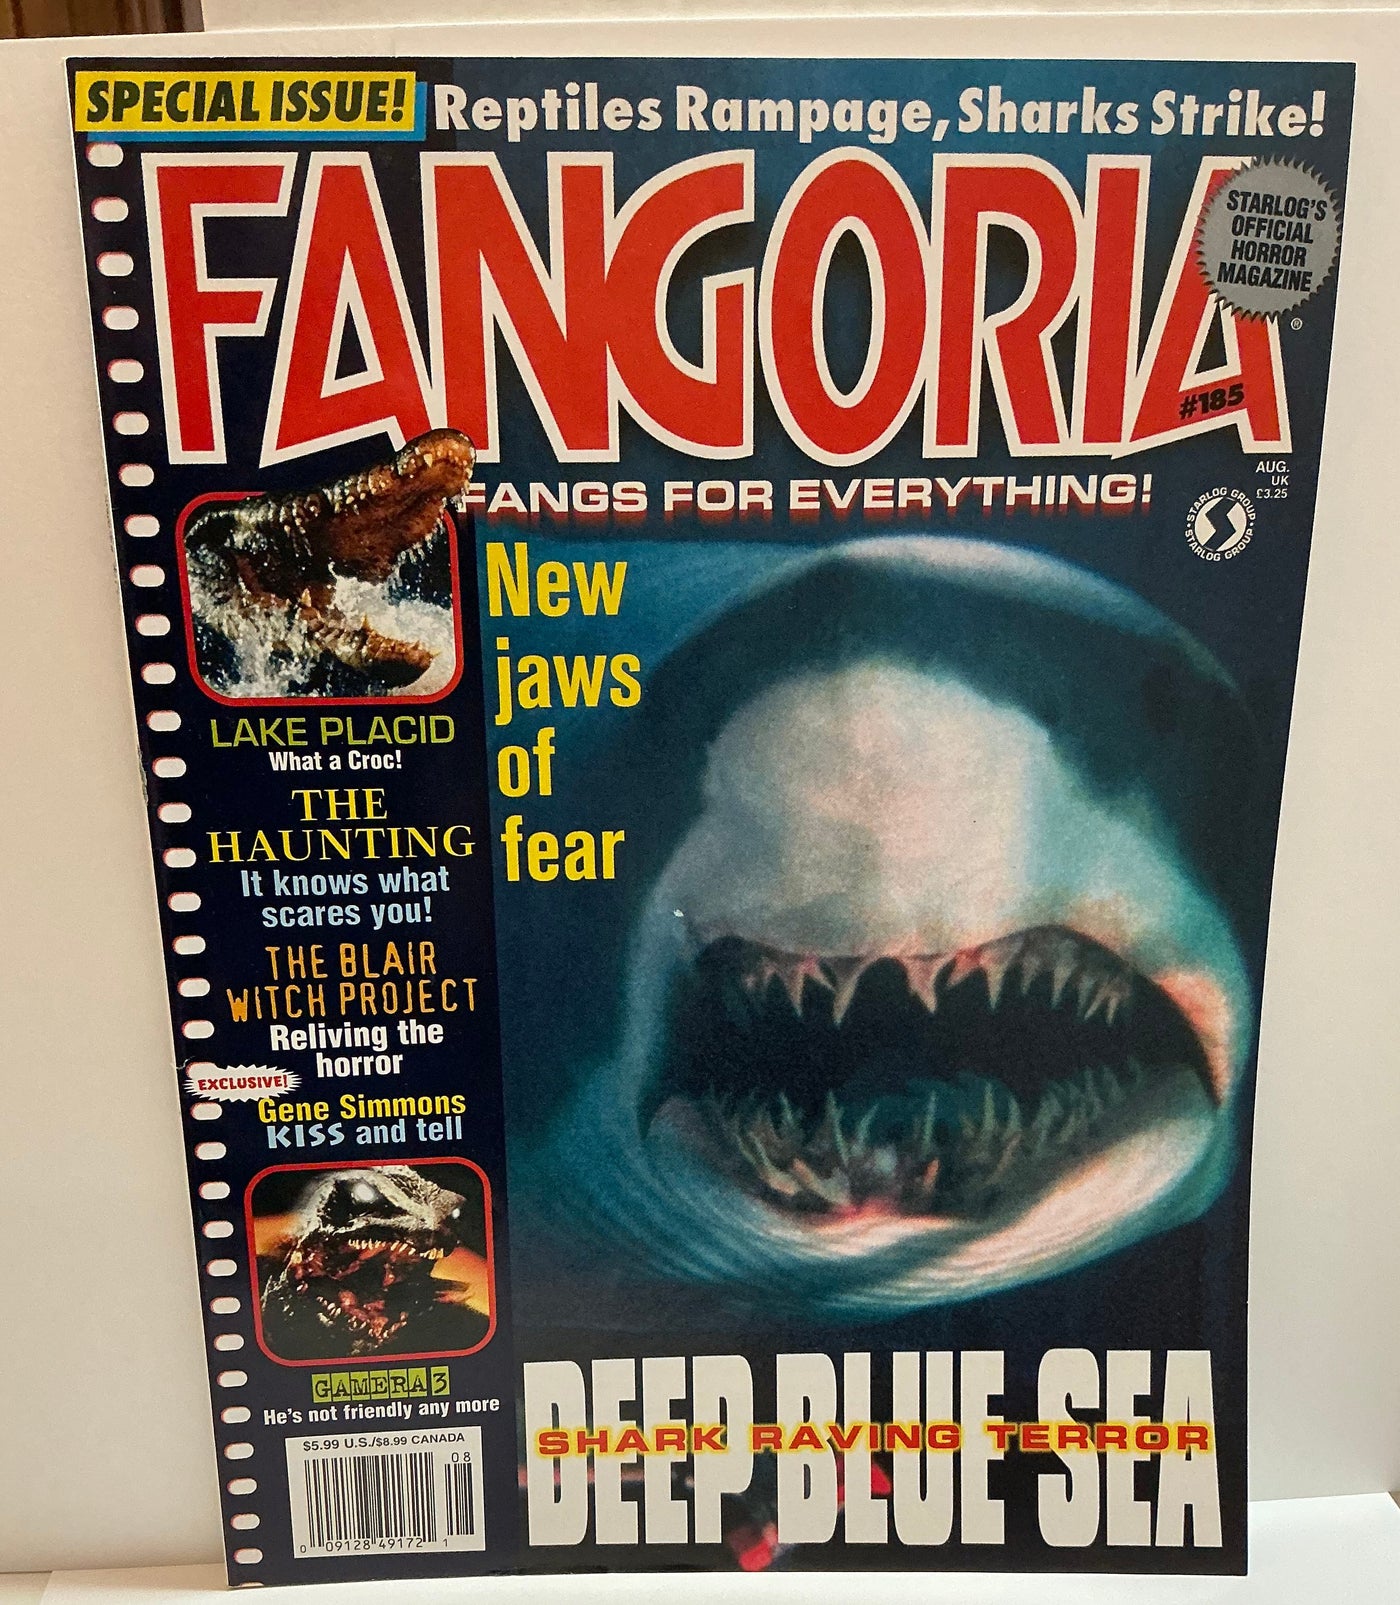 SPECIAL ISSUE!
Reptiles Rampage, Sharks Strike!
FANGORIA
STARLOG'S
OFFICIAL
HORROR
MAGAZINE
®
#185
AUG.
UK
£3.25
STARLOG GROUP • STARLOG GROUP •
FANGS FOR EVERYTHING!
New
jaws
of
fear
LAKE PLACID
What a Croc!
THE
HAUNTING
It knows what
scares you!
THE BLAIR
WITCH PROJECT
Reliving the
horror
EXCLUSIVE!
Gene Simmons
KISS and tell
GAMERA 3
He's not friendly any more
$5.99 U.S./$8.99 CANADA
08
0 09128 49172 1
DEEP BLUE SEA
SHARK RAVING TERROR